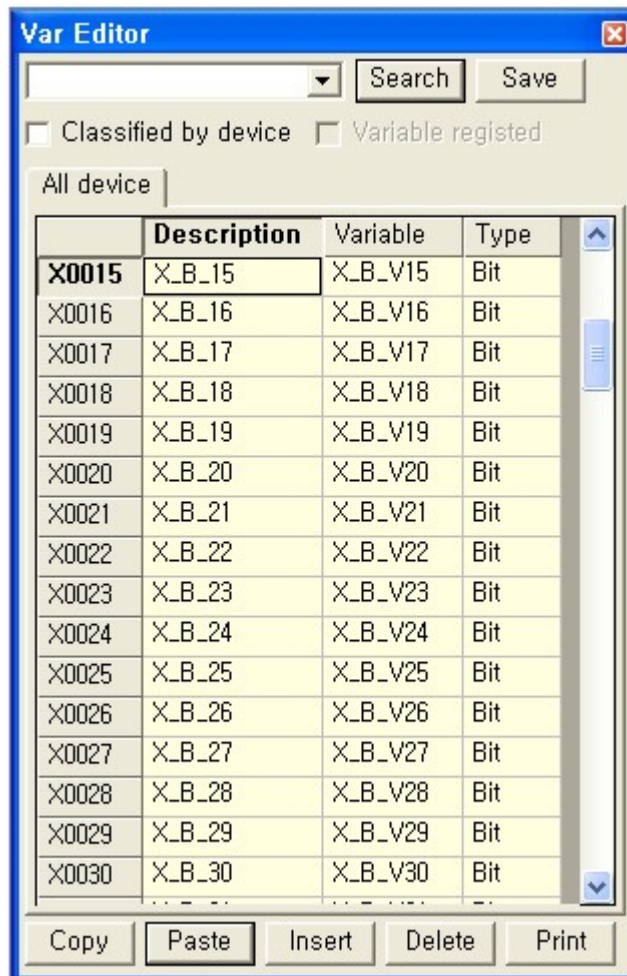 Var Editor
Search Save
Classified by device Variable registed
All device
Description Variable Type
X0015 X_B_15 X_B_V15 Bit
X0016 X_B_16 X_B_V16 Bit
X0017 X_B_17 X_B_V17 Bit
X0018 X_B_18 X_B_V18 Bit
X0019 X_B_19 X_B_V19 Bit
X0020 X_B_20 X_B_V20 Bit
X0021 X_B_21 X_B_V21 Bit
X0022 X_B_22 X_B_V22 Bit
X0023 X_B_23 X_B_V23 Bit
X0024 X_B_24 X_B_V24 Bit
X0025 X_B_25 X_B_V25 Bit
X0026 X_B_26 X_B_V26 Bit
X0027 X_B_27 X_B_V27 Bit
X0028 X_B_28 X_B_V28 Bit
X0029 X_B_29 X_B_V29 Bit
X0030 X_B_30 X_B_V30 Bit
Copy Paste Insert Delete Print